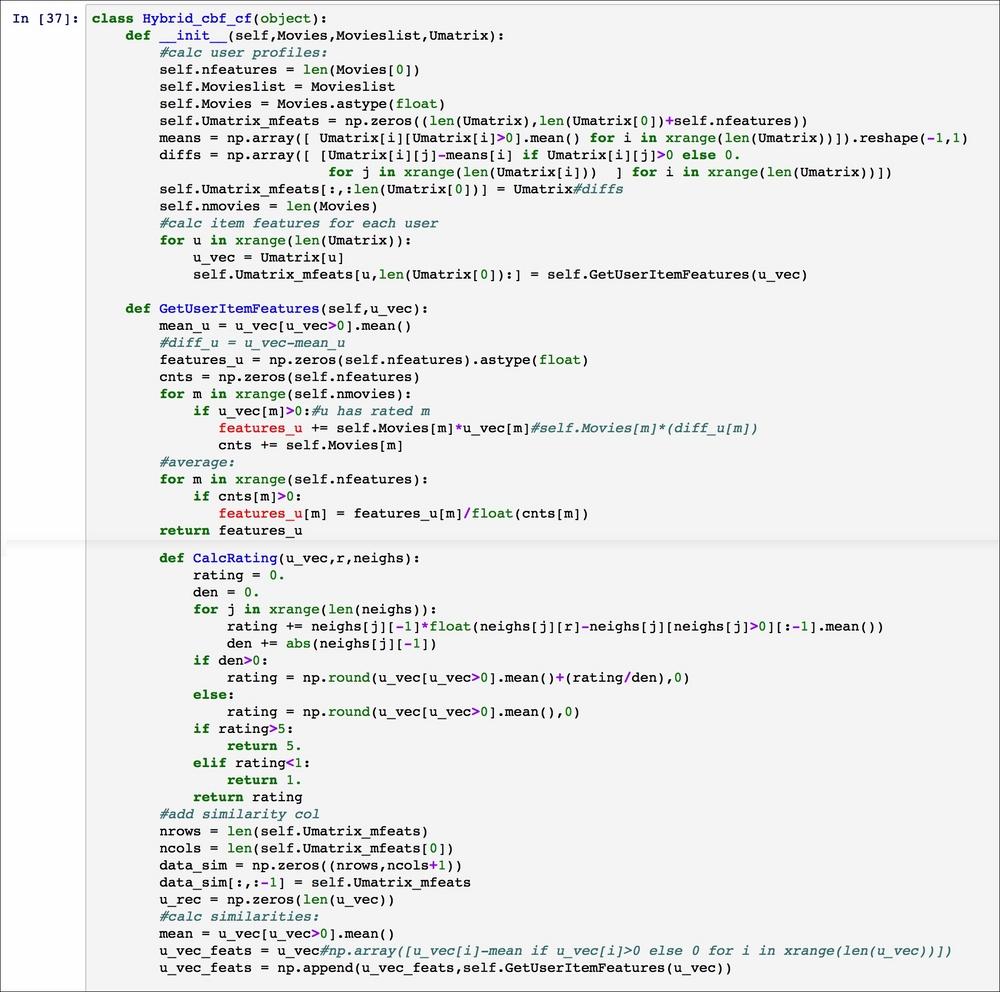 In [37]: class Hybrid_cbf_cf(object):
    def __init__(self,Movies,Movieslist,Umatrix):
        #calc user profiles:
        self.nfeatures = len(Movies[0])
        self.Movieslist = Movieslist
        self.Movies = Movies.astype(float)
        self.Umatrix_mfeats = np.zeros((len(Umatrix),len(Umatrix[0])+self.nfeatures))
        means = np.array([ Umatrix[i][Umatrix[i]>0].mean() for i in xrange(len(Umatrix))]).reshape(-1,1)
        diffs = np.array([ [Umatrix[i][j]-means[i] if Umatrix[i][j]>0 else 0.
                            for j in xrange(len(Umatrix[i]))  ] for i in xrange(len(Umatrix))])
        self.Umatrix_mfeats[:,:len(Umatrix[0])] = Umatrix#diffs
        self.nmovies = len(Movies)
        #calc item features for each user
        for u in xrange(len(Umatrix)):
            u_vec = Umatrix[u]
            self.Umatrix_mfeats[u,len(Umatrix[0]):] = self.GetUserItemFeatures(u_vec)

    def GetUserItemFeatures(self,u_vec):
        mean_u = u_vec[u_vec>0].mean()
        #diff_u = u_vec-mean_u
        features_u = np.zeros(self.nfeatures).astype(float)
        cnts = np.zeros(self.nfeatures)
        for m in xrange(self.nmovies):
            if u_vec[m]>0:#u has rated m
               features_u += self.Movies[m]*u_vec[m]#self.Movies[m]*(diff_u[m])
               cnts += self.Movies[m]
        #average:
        for m in xrange(self.nfeatures):
            if cnts[m]>0:
               features_u[m] = features_u[m]/float(cnts[m])
        return features_u
        def CalcRating(u_vec,r,neighs):
            rating = 0.
            den = 0.
            for j in xrange(len(neighs)):
                rating += neighs[j][-1]*float(neighs[j][r]-neighs[j][neighs[j]>0][:-1].mean())
                den += abs(neighs[j][-1])
            if den>0:
                rating = np.round(u_vec[u_vec>0].mean()+(rating/den),0)
            else:
                rating = np.round(u_vec[u_vec>0].mean(),0)
            if rating>5:
                return 5.
            elif rating<1:
                return 1.
            return rating
        #add similarity col
        nrows = len(self.Umatrix_mfeats)
        ncols = len(self.Umatrix_mfeats[0])
        data_sim = np.zeros((nrows,ncols+1))
        data_sim[:,:-1] = self.Umatrix_mfeats
        u_rec = np.zeros(len(u_vec))
        #calc similarities:
        mean = u_vec[u_vec>0].mean()
        u_vec_feats = u_vec#np.array([u_vec[i]-mean if u_vec[i]>0 else 0 for i in xrange(len(u_vec))])
        u_vec_feats = np.append(u_vec_feats,self.GetUserItemFeatures(u_vec))